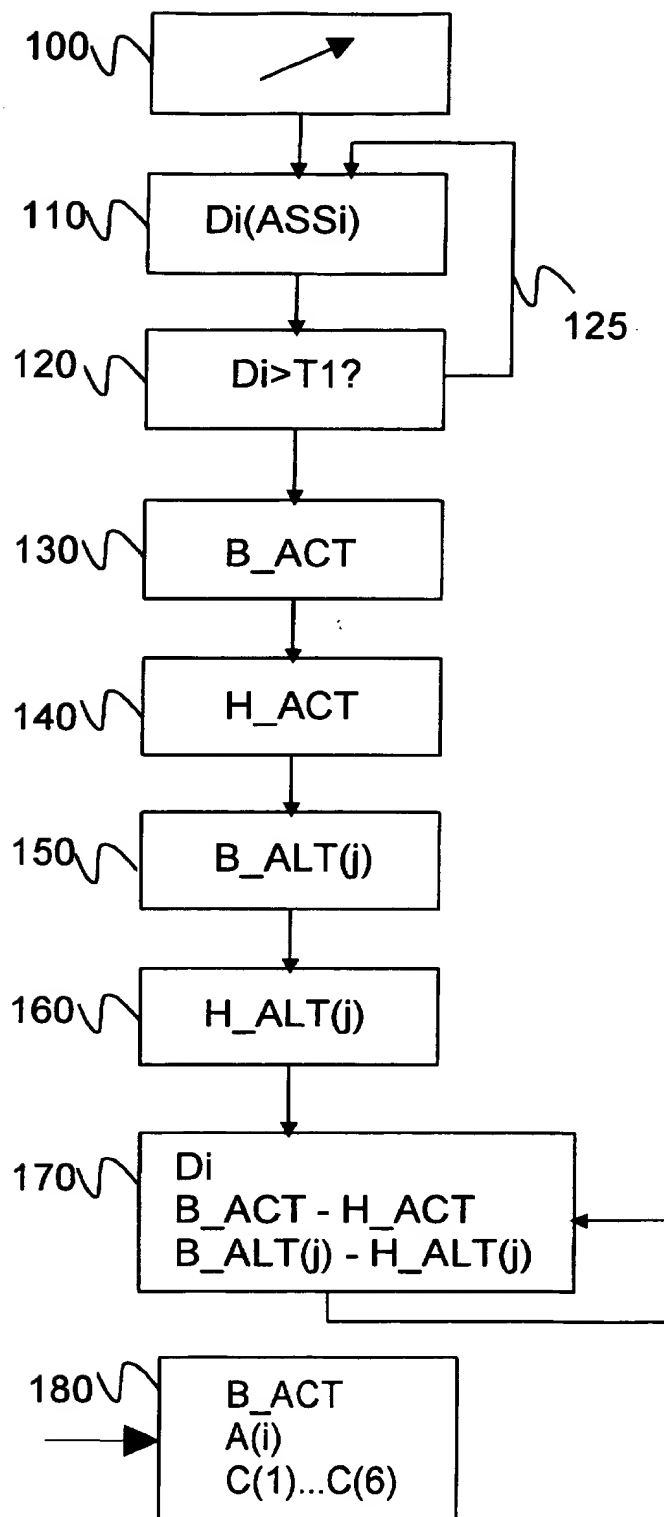 100
110
Di(ASSi)
125
120
Di>T1?
130
B_ACT
140
H_ACT
150
B_ALT(j)
160
H_ALT(j)
170
Di
B_ACT - H_ACT
B_ALT(j) - H_ALT(j)
180
B_ACT
A(i)
C(1)...C(6)